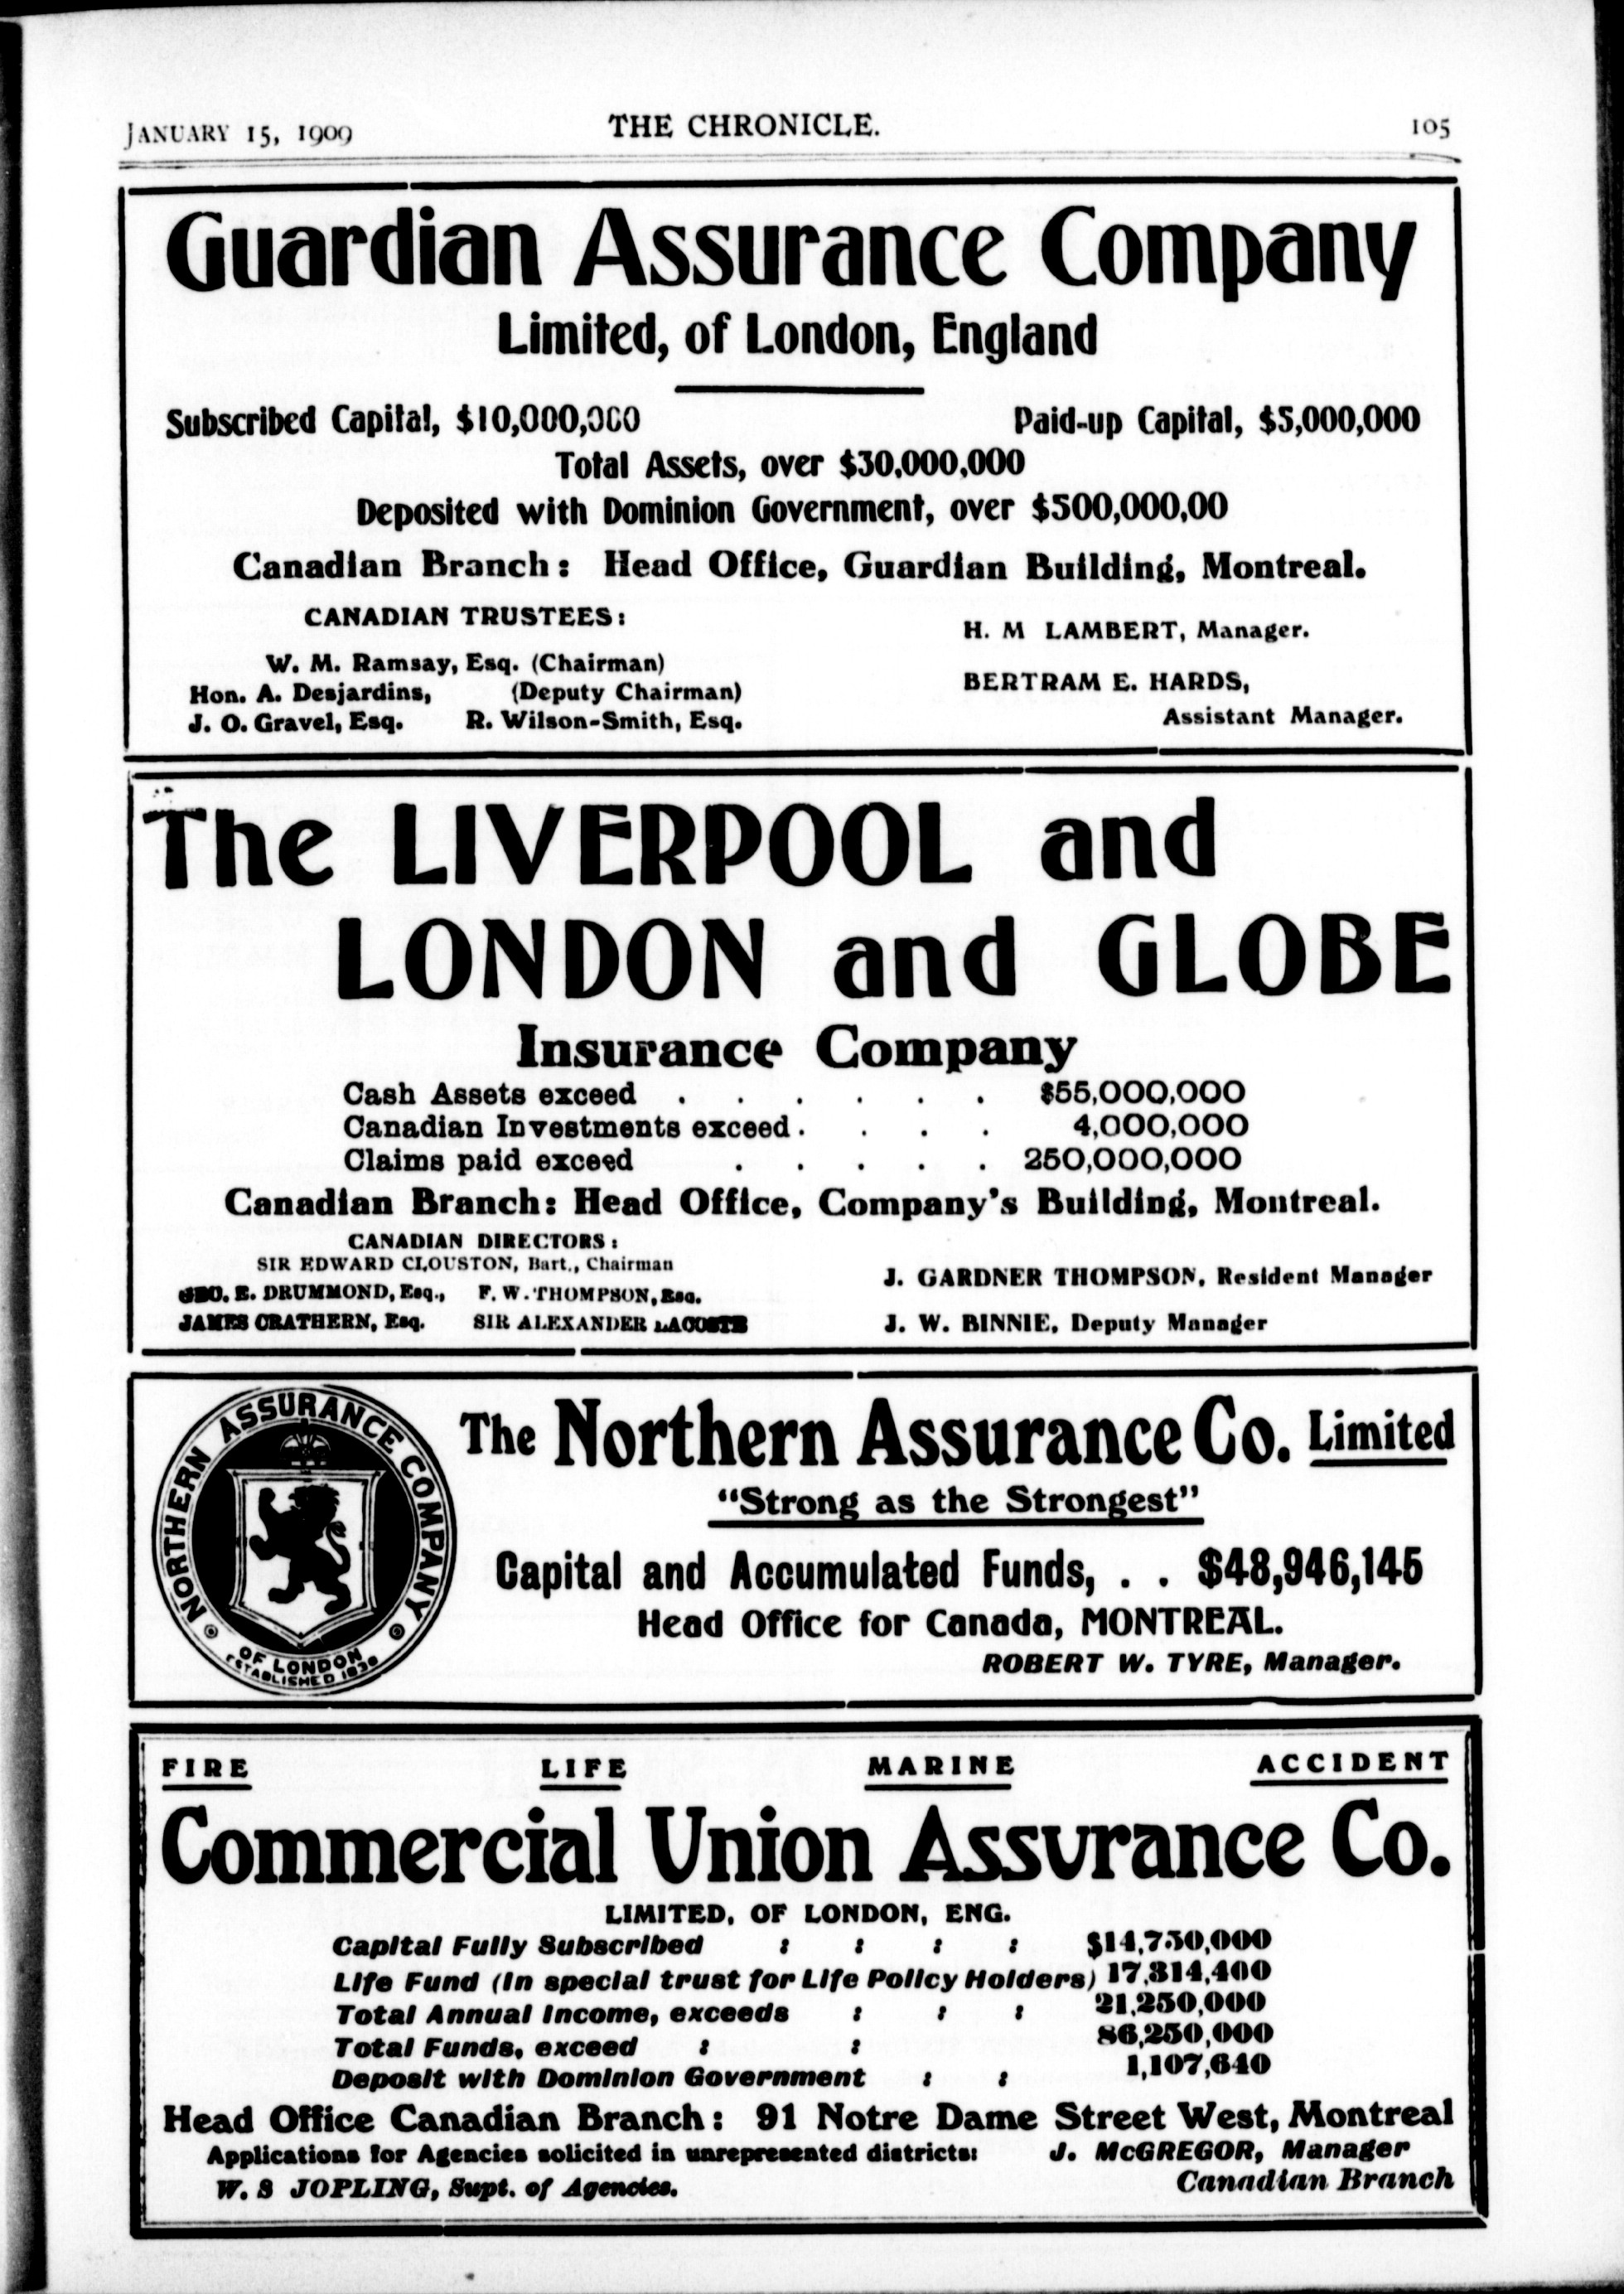 JANUARY 15, 1909 THE CHRONICLE. 105
Guardian Assurance Company
Limited, of London, England
Subscribed Capital, $10,000,000 Paid-up Capital, $5,000,000
Total Assets, over $30,000,000
Deposited with Dominion Government, over $500,000,00
Canadian Branch: Head Office, Guardian Building, Montreal.
CANADIAN TRUSTEES:
W. M. Ramsay, Esq. (Chairman)
Hon. A. Desjardins, (Deputy Chairman)
J. O. Gravel, Esq. R. Wilson-Smith, Esq.
H. M LAMBERT, Manager.
BERTRAM E. HARDS,
Assistant Manager.
The LIVERPOOL and
LONDON and GLOBE
Insurance Company
Cash Assets exceed . . . . . . $55,000,000
Canadian Investments exceed . . . . 4,000,000
Claims paid exceed . . . . . 250,000,000
Canadian Branch: Head Office, Company's Building, Montreal.
CANADIAN DIRECTORS:
SIR EDWARD CLOUSTON, Bart., Chairman
GEO. E. DRUMMOND, Esq., F. W. THOMPSON, Esq.
JAMES CRATHERN, Esq. SIR ALEXANDER LACOSTE
J. GARDNER THOMPSON, Resident Manager
J. W. BINNIE, Deputy Manager
NORTHERN ASSURANCE COMPANY
OF LONDON
ESTABLISHED 1836
The Northern Assurance Co. Limited
"Strong as the Strongest"
Capital and Accumulated Funds, . . $48,946,145
Head Office for Canada, MONTREAL.
ROBERT W. TYRE, Manager.
FIRE LIFE MARINE ACCIDENT
Commercial Union Assurance Co.
LIMITED, OF LONDON, ENG.
Capital Fully Subscribed : : : : $14,750,000
Life Fund (In special trust for Life Policy Holders) 17,314,400
Total Annual Income, exceeds : : : 21,250,000
Total Funds, exceed : : 86,250,000
Deposit with Dominion Government : : 1,107,640
Head Office Canadian Branch: 91 Notre Dame Street West, Montreal
Applications for Agencies solicited in unrepresented districts: J. McGREGOR, Manager
W. S JOPLING, Supt. of Agencies. Canadian Branch